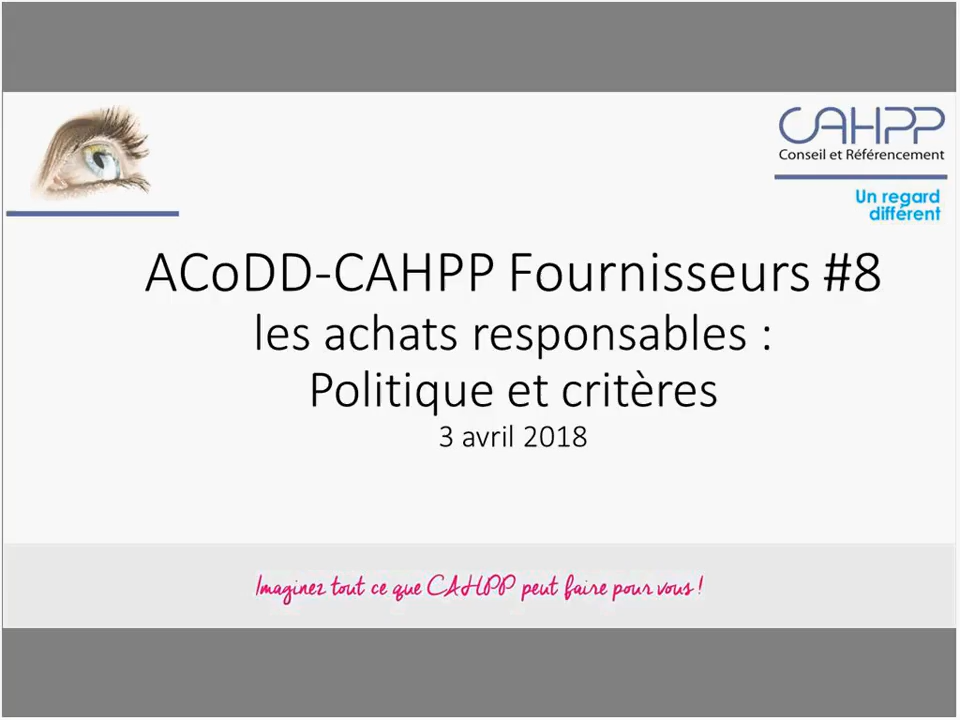 CAHPP
Conseil et Référencement
Un regard
différent
ACoDD-CAHPP Fournisseurs #8
les achats responsables :
Politique et critères
3 avril 2018
Imaginez tout ce que CAHPP peut faire pour vous !